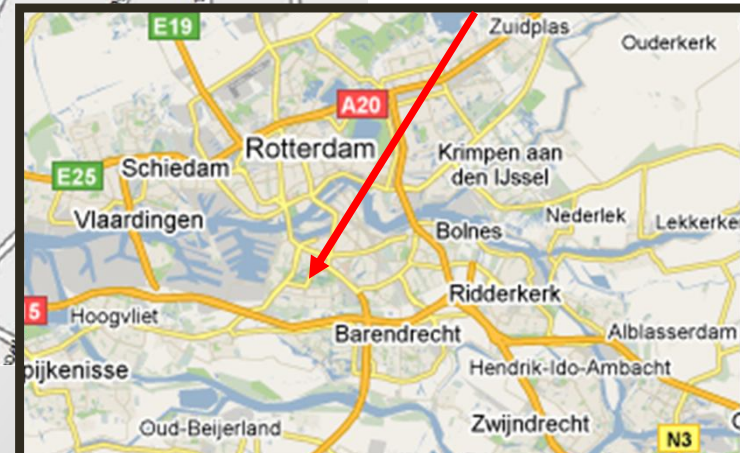 E19
Zuidplas
Ouderkerk
A20
Rotterdam
Krimpen aan
den IJssel
Schiedam
E25
Vlaardingen
Nederlek
Lekkerke
Bolnes
Ridderkerk
5
Hoogvliet
Barendrecht
Alblasserdam
pijkenisse
Hendrik-Ido-Ambacht
Oud-Beijerland
Zwijndrecht
N3